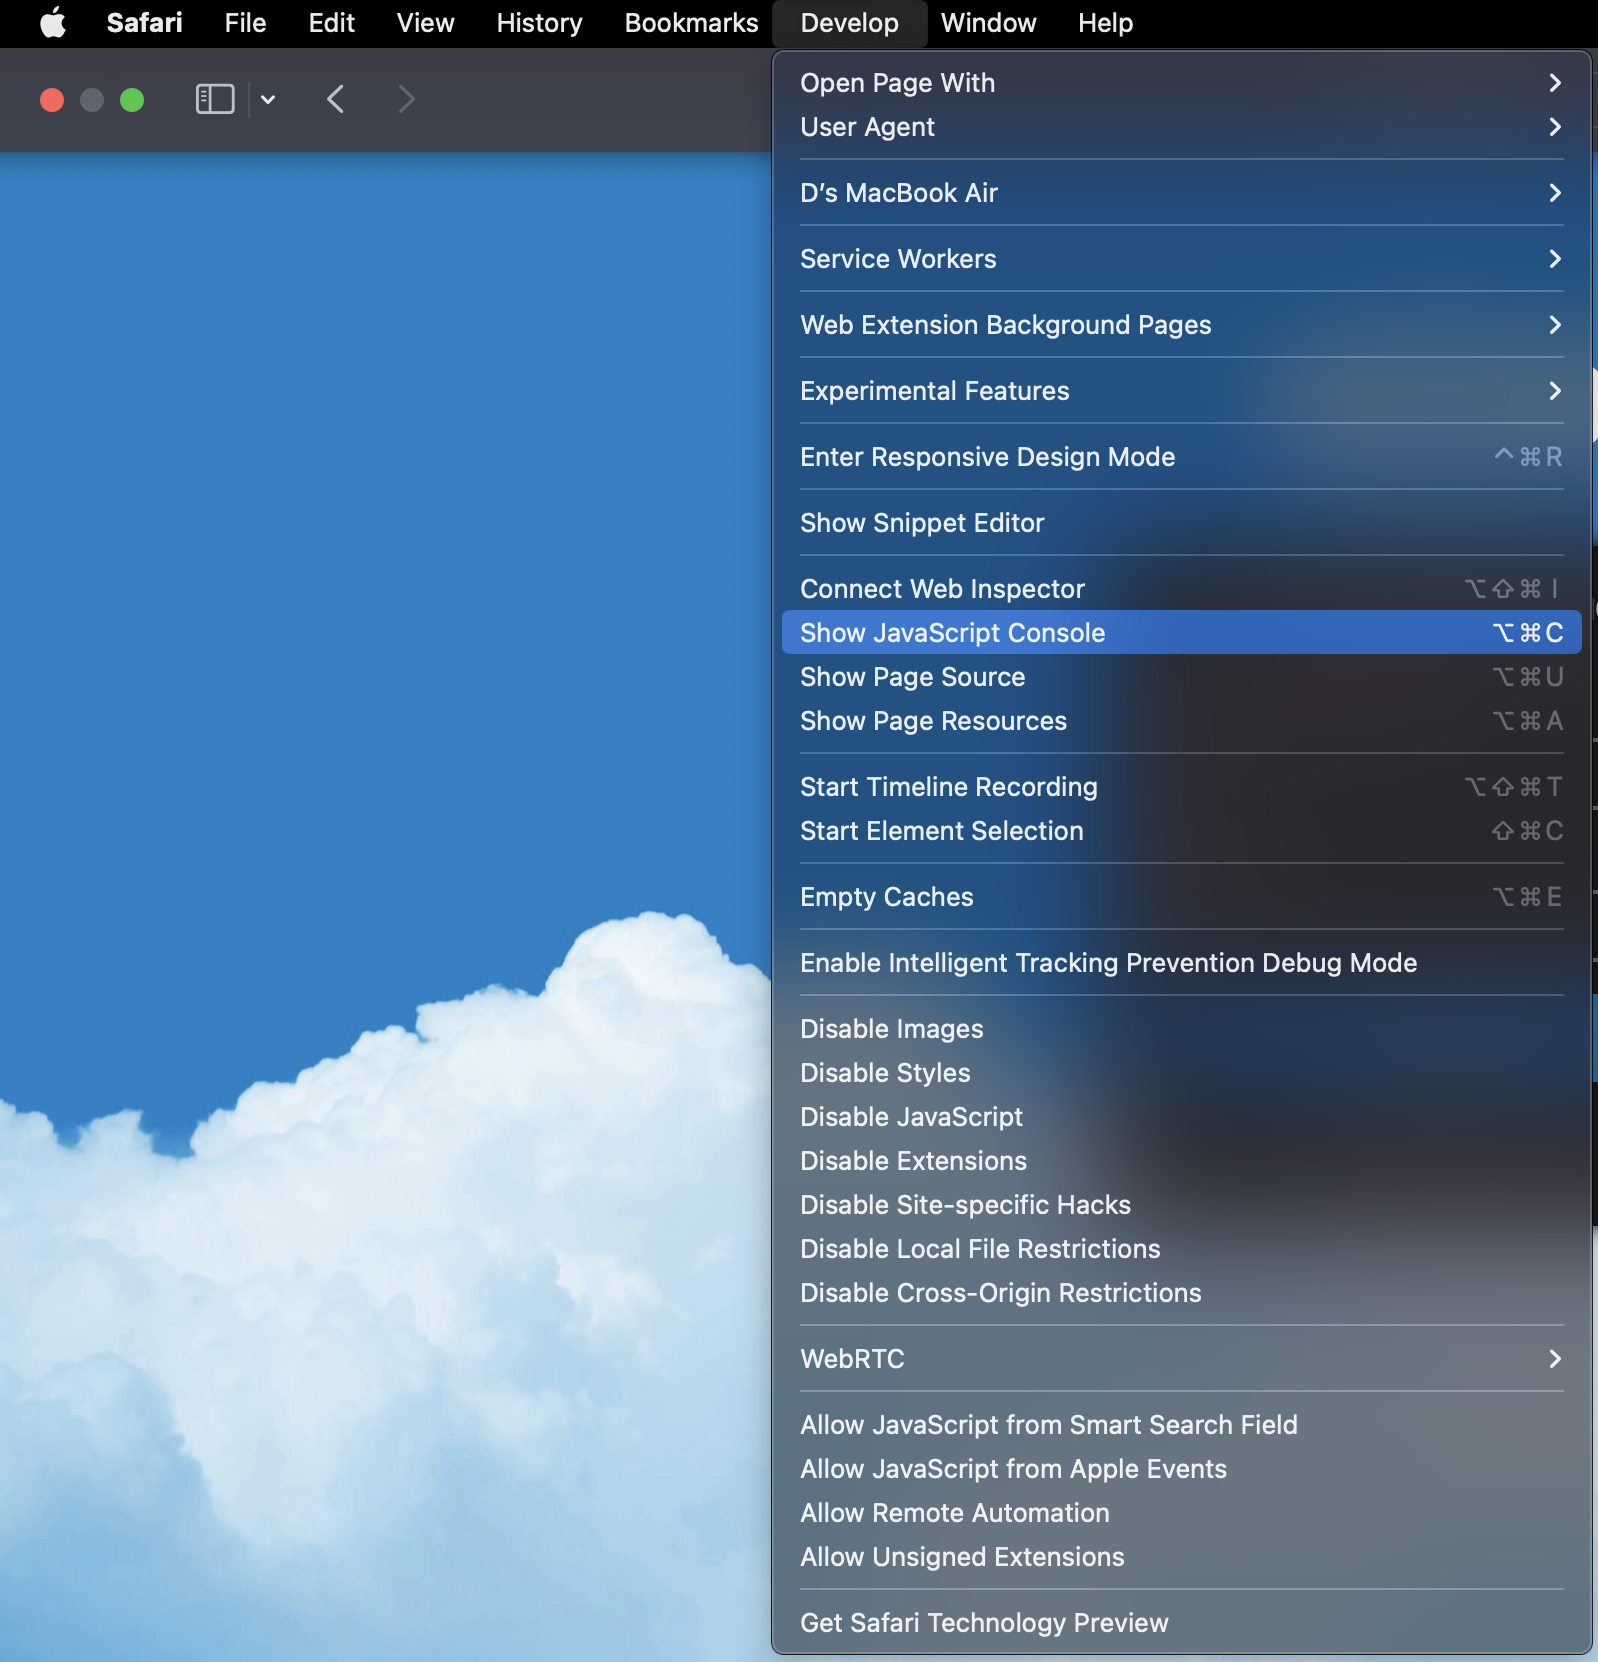 Safari File Edit View History Bookmarks Develop Window Help
Open Page With
User Agent
D’s MacBook Air
Service Workers
Web Extension Background Pages
Experimental Features
Enter Responsive Design Mode ^⌘R
Show Snippet Editor
Connect Web Inspector ⌥⇧⌘I
Show JavaScript Console ⌥⌘C
Show Page Source ⌥⌘U
Show Page Resources ⌥⌘A
Start Timeline Recording ⌥⇧⌘T
Start Element Selection ⇧⌘C
Empty Caches ⌥⌘E
Enable Intelligent Tracking Prevention Debug Mode
Disable Images
Disable Styles
Disable JavaScript
Disable Extensions
Disable Site-specific Hacks
Disable Local File Restrictions
Disable Cross-Origin Restrictions
WebRTC
Allow JavaScript from Smart Search Field
Allow JavaScript from Apple Events
Allow Remote Automation
Allow Unsigned Extensions
Get Safari Technology Preview